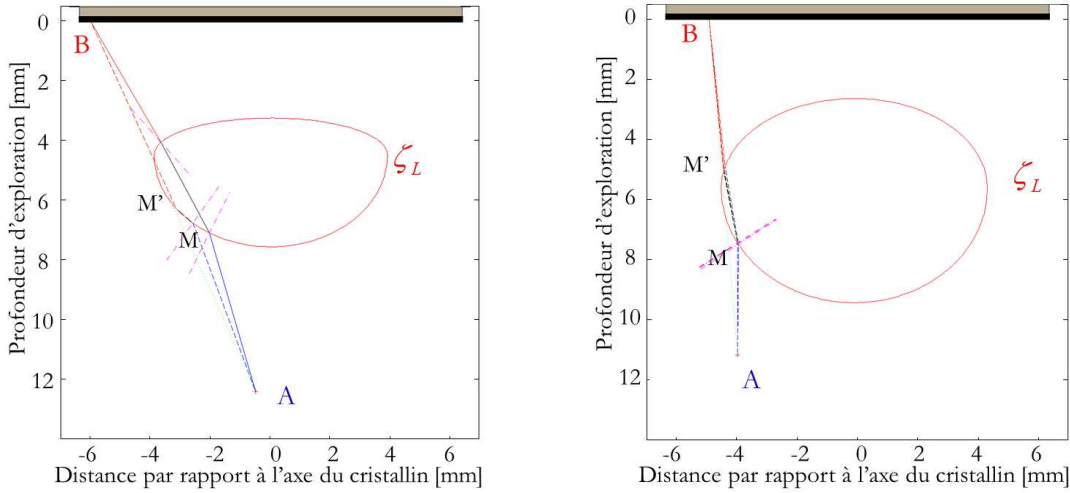 0
B
2
4
ζL
M'
6
M
8
10
12
A
-6 -4 -2 0 2 4 6
Profondeur d'exploration [mm]
Distance par rapport à l'axe du cristallin [mm]
0
B
2
4
M'
ζL
6
M
8
10
12
A
-6 -4 -2 0 2 4 6
Profondeur d'exploration [mm]
Distance par rapport à l'axe du cristallin [mm]